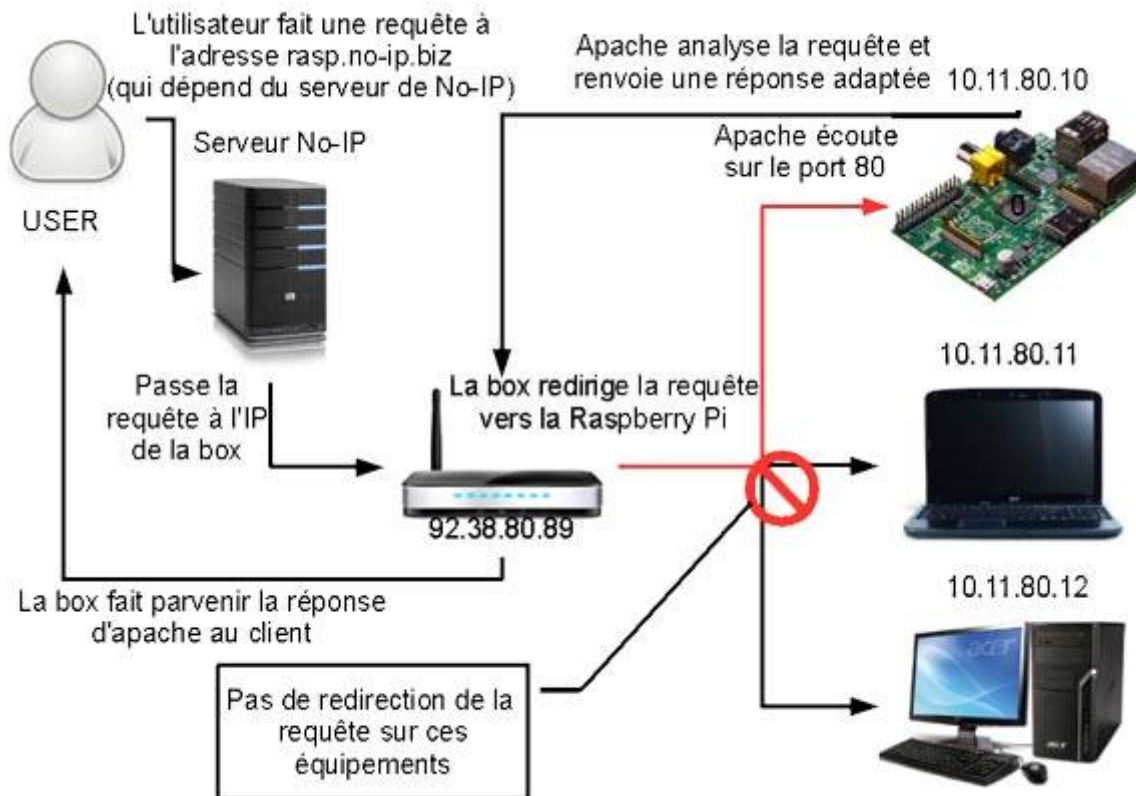 L'utilisateur fait une requête à
l'adresse rasp.no-ip.biz
(qui dépend du serveur de No-IP)
USER
Serveur No-IP
Apache analyse la requête et
renvoie une réponse adaptée
10.11.80.10
Apache écoute
sur le port 80
0
Passe la
requête à l'IP
de la box
La box redirige la requête
vers la Raspberry Pi
92.38.80.89
10.11.80.11
10.11.80.12
La box fait parvenir la réponse
d'apache au client
Pas de redirection de la
requête sur ces
équipements
acer